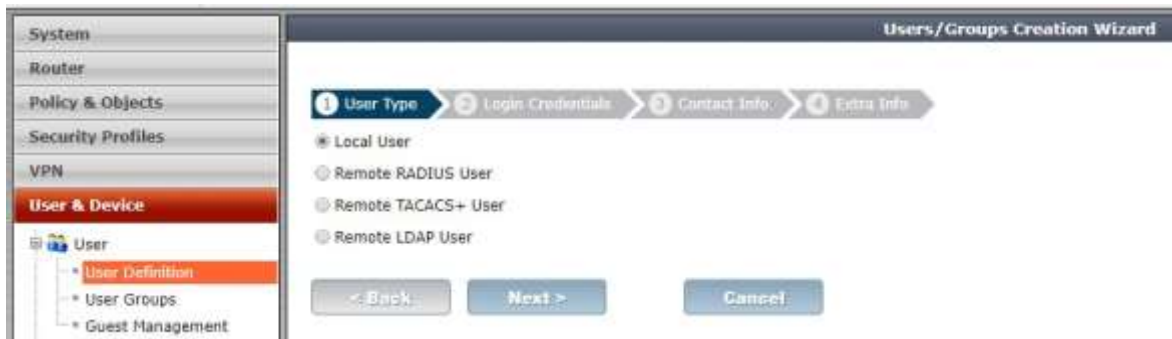 System
Router
Policy & Objects
Security Profiles
VPN
User & Device
User
User Definition
User Groups
Guest Management
Users/Groups Creation Wizard
1 User Type 2 Login Credentials 3 Contact Info 4 Extra Info
Local User
Remote RADIUS User
Remote TACACS+ User
Remote LDAP User
< Back Next > Cancel